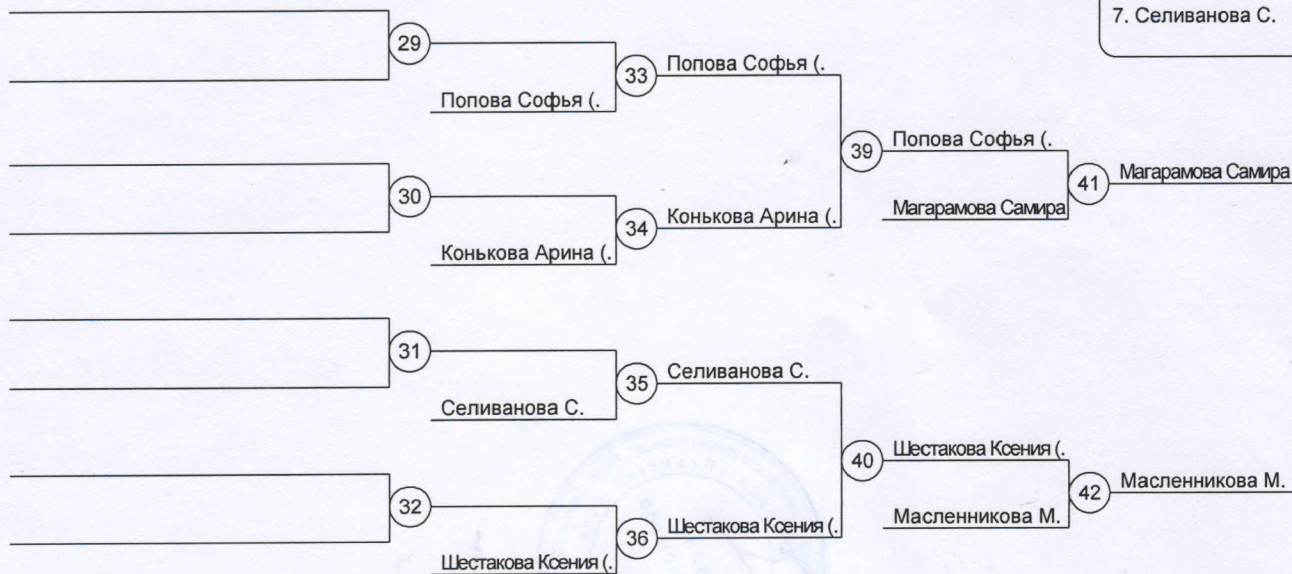 7. Селиванова С.
29
33
Попова Софья (.
Попова Софья (.
39
Попова Софья (.
30
41
Магарамова Самира
34
Конькова Арина (.
Магарамова Самира
Конькова Арина (.
31
35
Селиванова С.
Селиванова С.
40
Шестакова Ксения (.
32
42
Масленникова М.
36
Шестакова Ксения (.
Масленникова М.
Шестакова Ксения (.